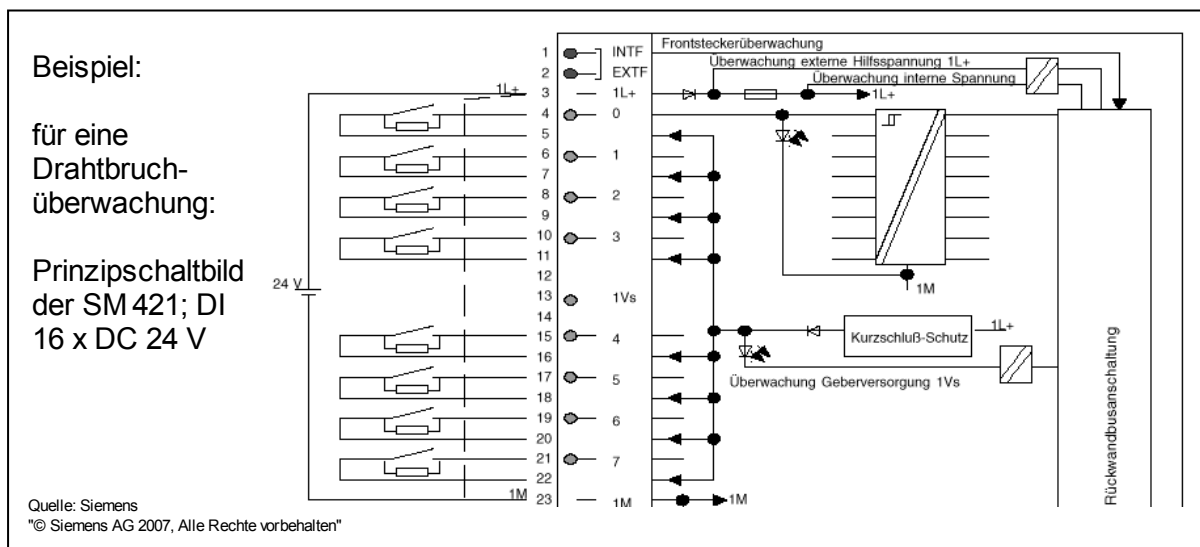 Beispiel:
für eine
Drahtbruch-
überwachung:
Prinzipschaltbild
der SM 421; DI
16 x DC 24 V
Quelle: Siemens
"© Siemens AG 2007, Alle Rechte vorbehalten"
24 V
1L+
1M
1 INTF
2 EXTF
3 1L+
4 0
5
6 1
7
8 2
9
10 3
11
12
13 1Vs
14
15 4
16
17 5
18
19 6
20
21 7
22
23 1M
Frontsteckerüberwachung
Überwachung externe Hilfsspannung 1L+
Überwachung interne Spannung
1L+
1M
Kurzschluß-Schutz
1L+
Überwachung Geberversorgung 1Vs
1M
Rückwandbusanschaltung